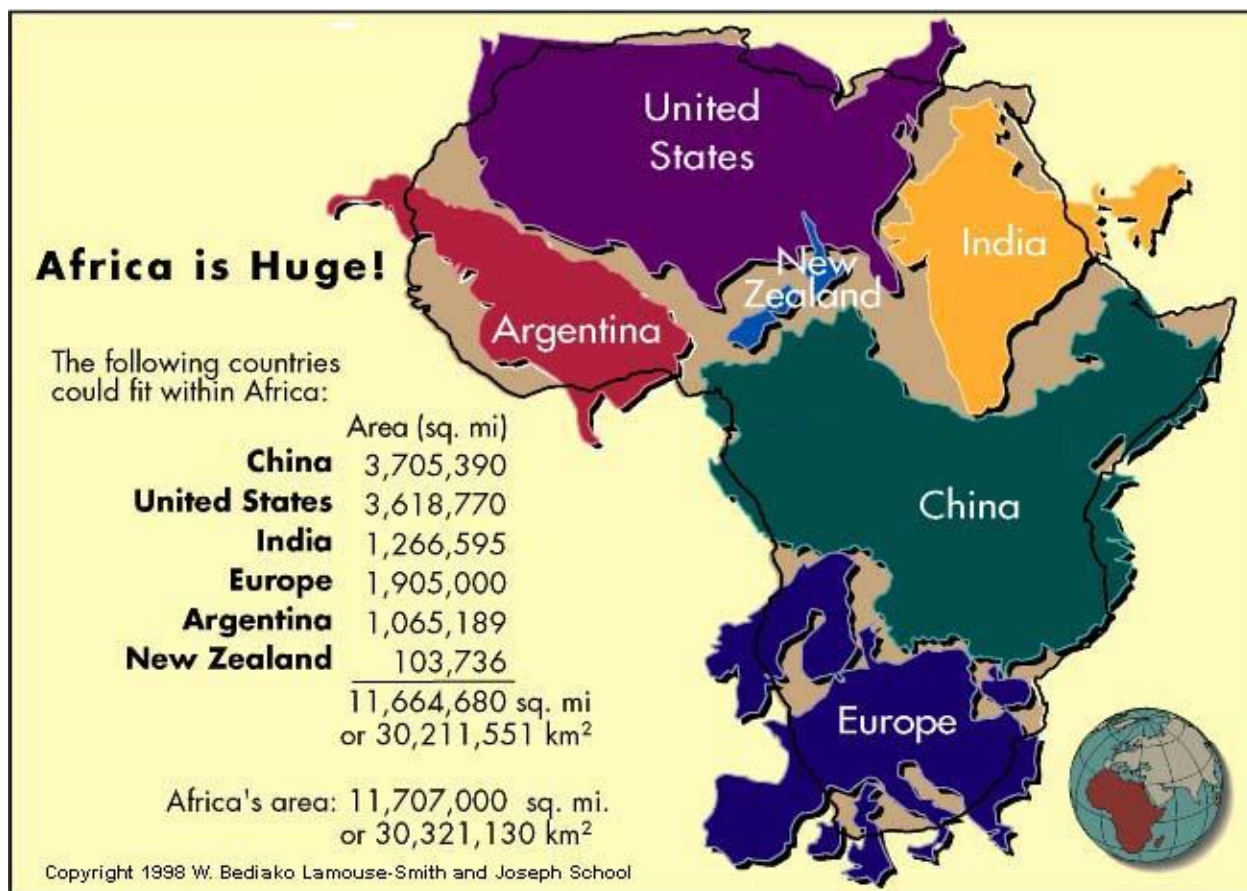 Africa is Huge!
The following countries
could fit within Africa:
Area (sq. mi)
China 3,705,390
United States 3,618,770
India 1,266,595
Europe 1,905,000
Argentina 1,065,189
New Zealand 103,736
11,664,680 sq. mi
or 30,211,551 km²
Africa's area: 11,707,000 sq. mi.
or 30,321,130 km²
Copyright 1998 W. Bediako Lamouse-Smith and Joseph School
United
States
India
New
Zealand
Argentina
China
Europe